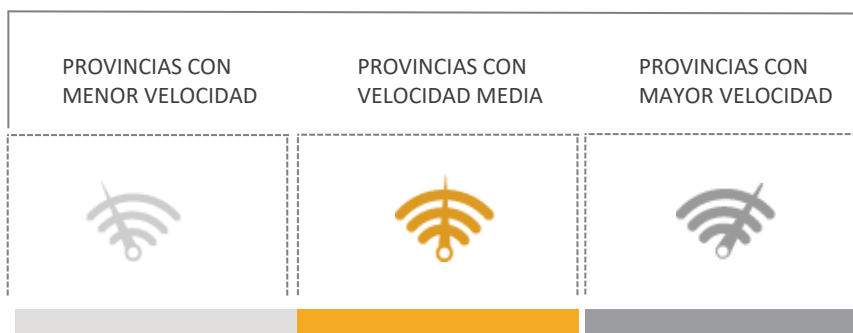 PROVINCIAS CON
MENOR VELOCIDAD
PROVINCIAS CON
VELOCIDAD MEDIA
PROVINCIAS CON
MAYOR VELOCIDAD